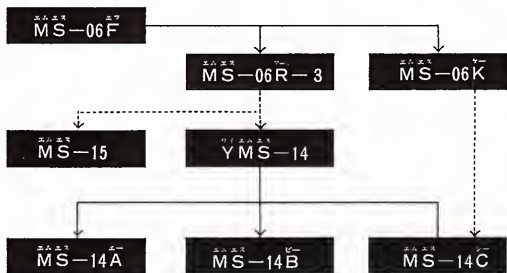 エムエス エフ
MS-06F
エムエス アール
MS-06R-3
エムエス ケー
MS-06K
エムエス
MS-15
ワイエムエス
YMS-14
エムエス エー
MS-14A
エムエス ビー
MS-14B
エムエス シー
MS-14C